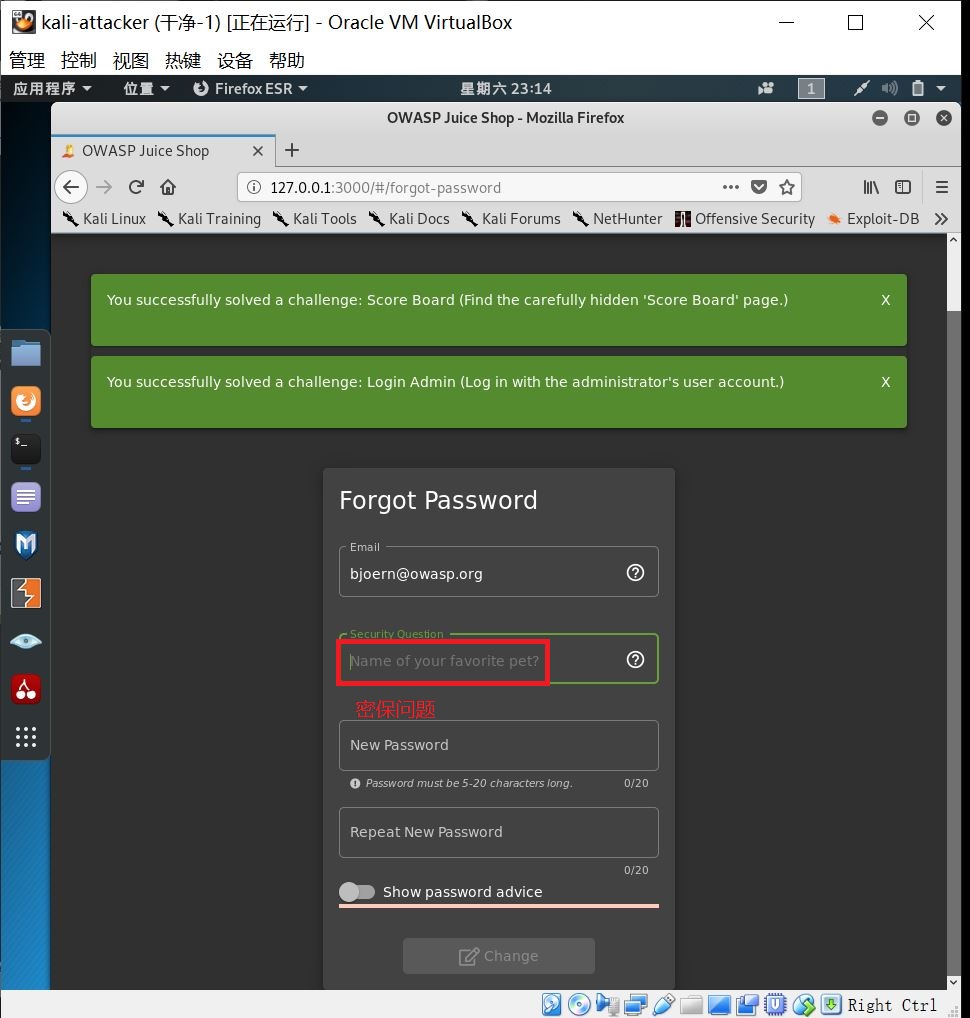 kali-attacker (干净-1) [正在运行] - Oracle VM VirtualBox
管理 控制 视图 热键 设备 帮助
应用程序 位置 Firefox ESR 星期六 23:14 1
OWASP Juice Shop - Mozilla Firefox
OWASP Juice Shop
127.0.0.1:3000/#/forgot-password
Kali Linux Kali Training Kali Tools Kali Docs Kali Forums NetHunter Offensive Security Exploit-DB
You successfully solved a challenge: Score Board (Find the carefully hidden 'Score Board' page.) X
You successfully solved a challenge: Login Admin (Log in with the administrator's user account.) X
Forgot Password
Email
bjoern@owasp.org
Security Question
Name of your favorite pet?
密保问题
New Password
Password must be 5-20 characters long. 0/20
Repeat New Password
0/20
Show password advice
Change
Right Ctrl